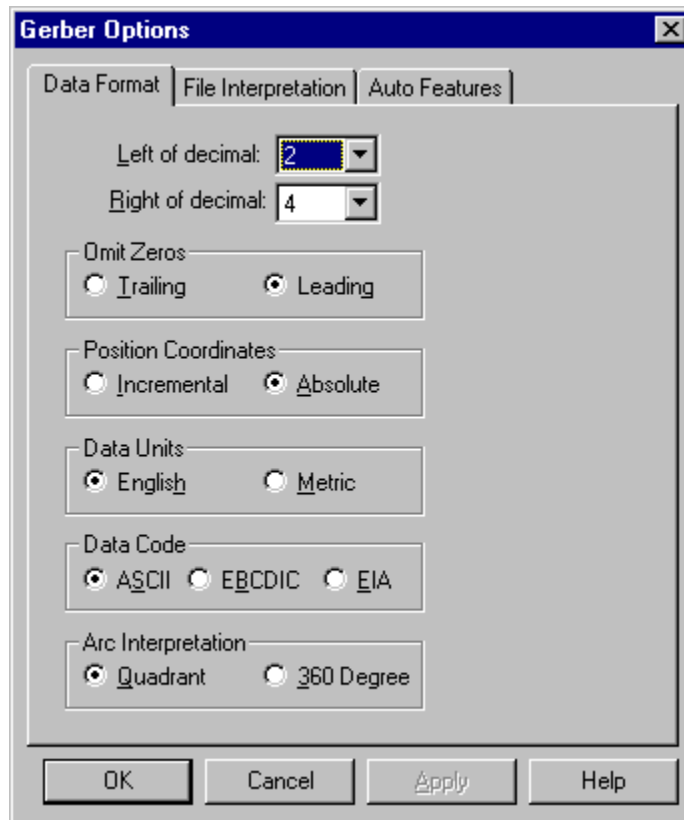 Gerber Options
Data Format File Interpretation Auto Features
Left of decimal: 2
Right of decimal: 4
Omit Zeros
Trailing Leading
Position Coordinates
Incremental Absolute
Data Units
English Metric
Data Code
ASCII EBCDIC EIA
Arc Interpretation
Quadrant 360 Degree
OK Cancel Apply Help